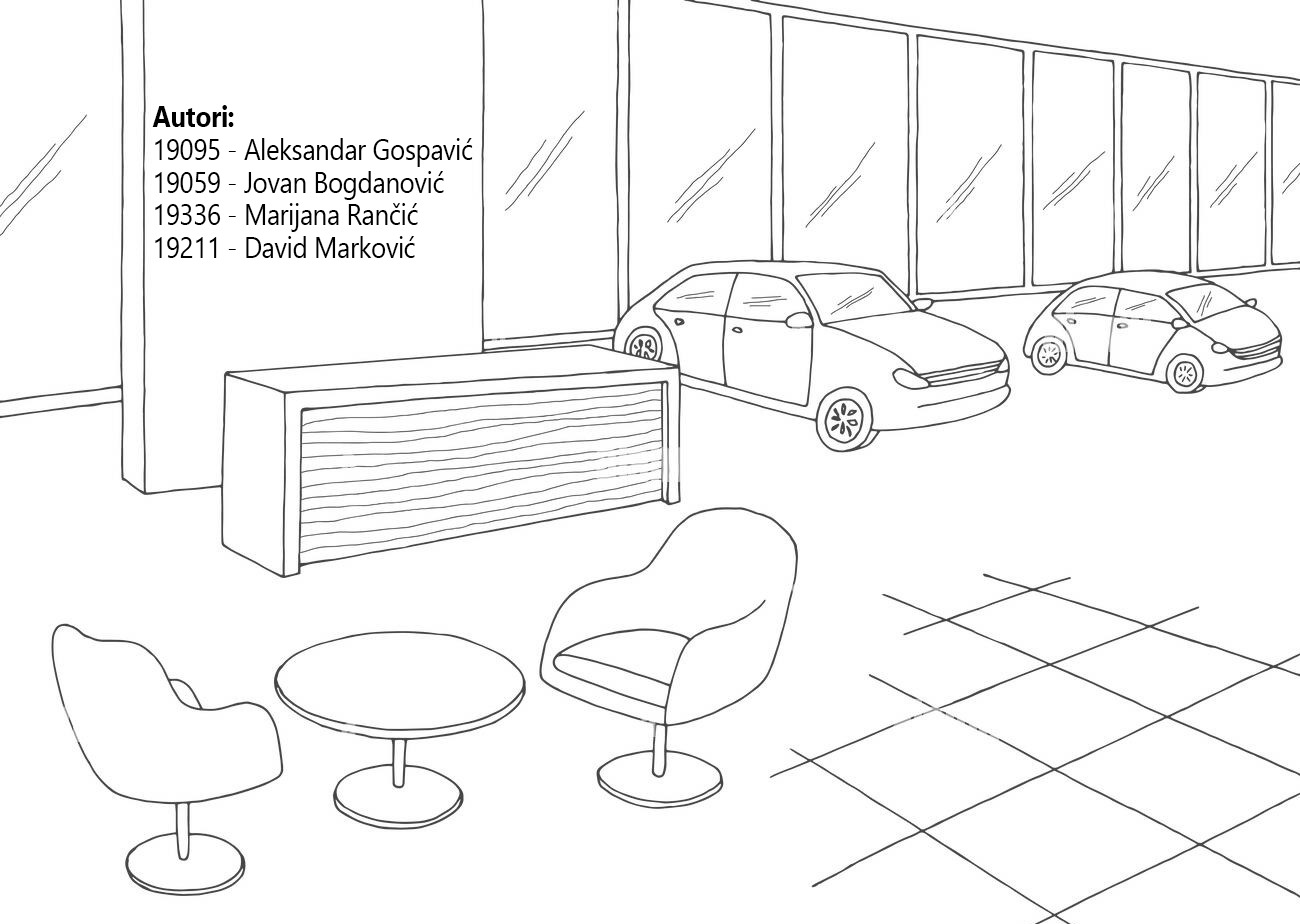 Autori:
19095 - Aleksandar Gospavić
19059 - Jovan Bogdanović
19336 - Marijana Rančić
19211 - David Marković